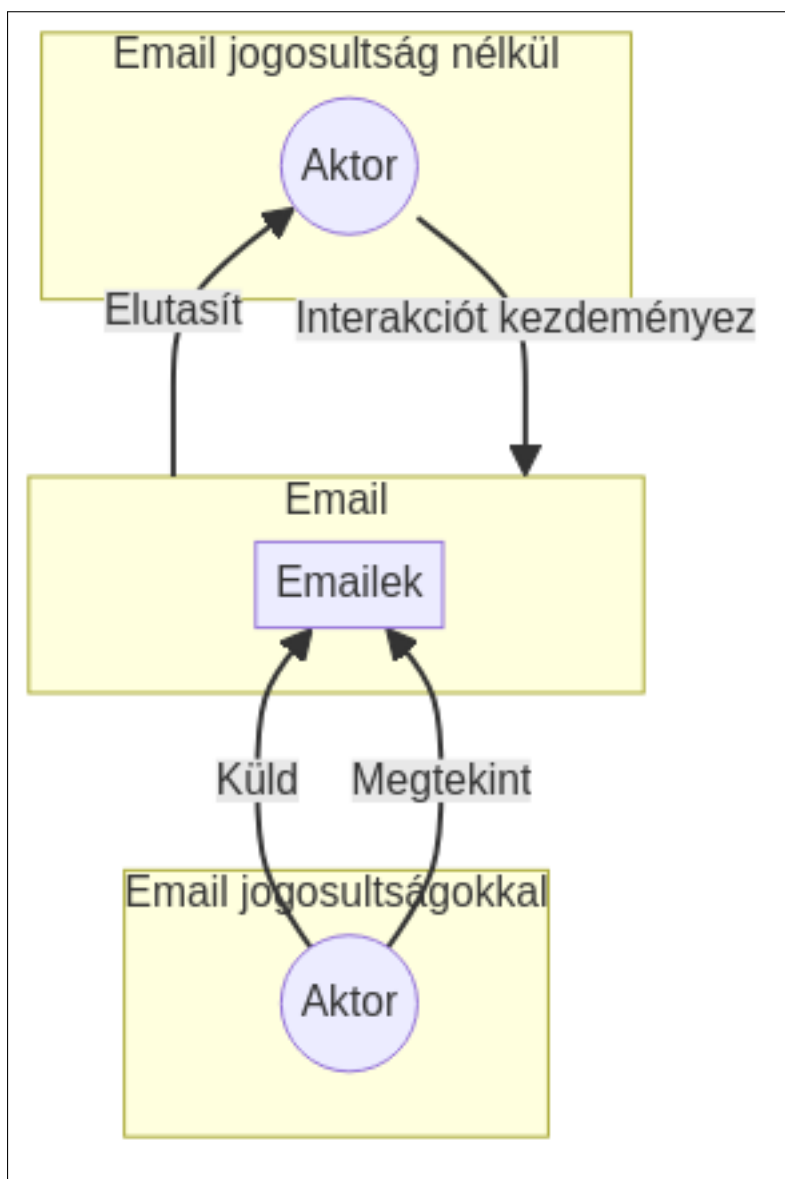 Email jogosultság nélkül
Aktor
Elutasít
Interakciót kezdeményez
Email
Emailek
Küld
Megtekint
Email jogosultságokkal
Aktor